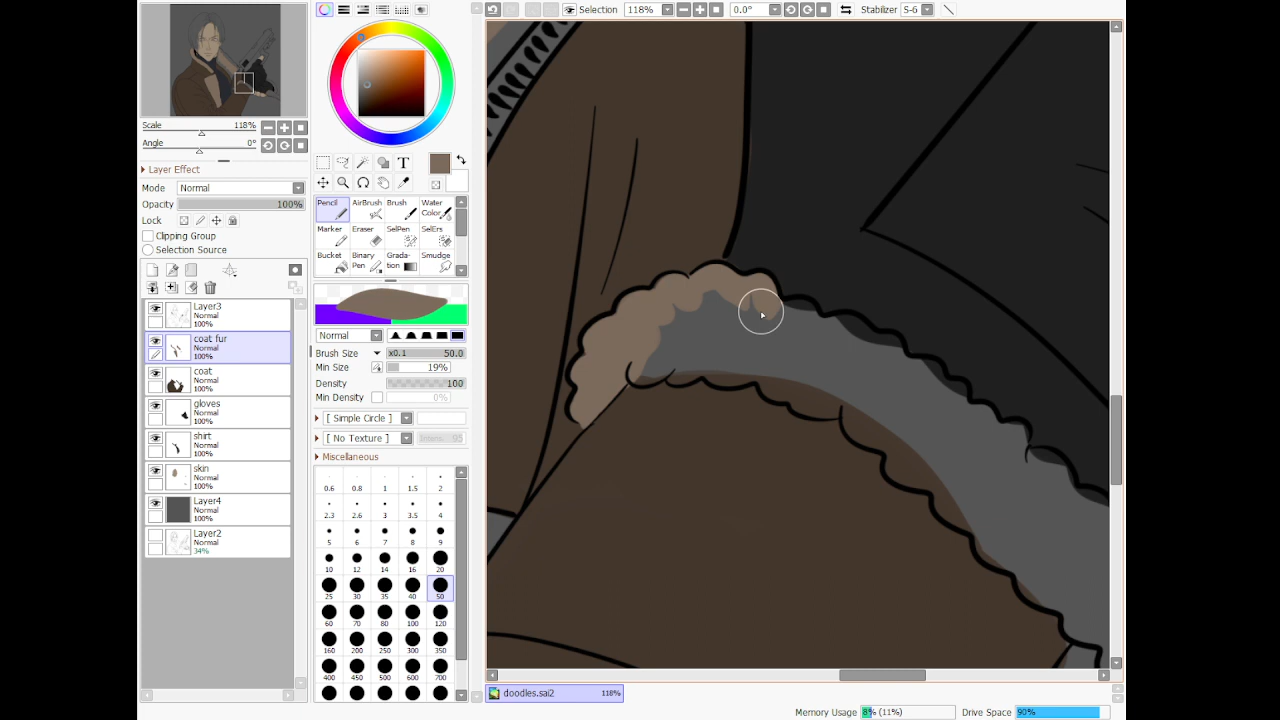 Selection 118% 0.0° Stabilizer S-6
Scale 118%
Angle 0°
Layer Effect
Mode Normal
Opacity 100%
Lock
Clipping Group
Selection Source
Layer3
Normal
100%
coat fur
Normal
100%
coat
Normal
100%
gloves
Normal
100%
shirt
Normal
100%
skin
Normal
100%
Layer4
Normal
100%
Layer2
Normal
34%
T
Pencil AirBrush Brush Water Color
Marker Eraser SelPen SelErs
Bucket Binary Pen Grada-tion Smudge
Normal
Brush Size x0.1 50.0
Min Size 19%
Density 100
Min Density 0%
[ Simple Circle ]
[ No Texture ] Intens. 95
Miscellaneous
0.6 0.8 1 1.5 2
2.3 2.6 3 3.5 4
5 6 7 8 9
10 12 14 16 20
25 30 35 40 50
60 70 80 100 120
160 200 250 300 350
400 450 500 600 700
doodles.sai2 118%
Memory Usage 8% (11%) Drive Space 90%